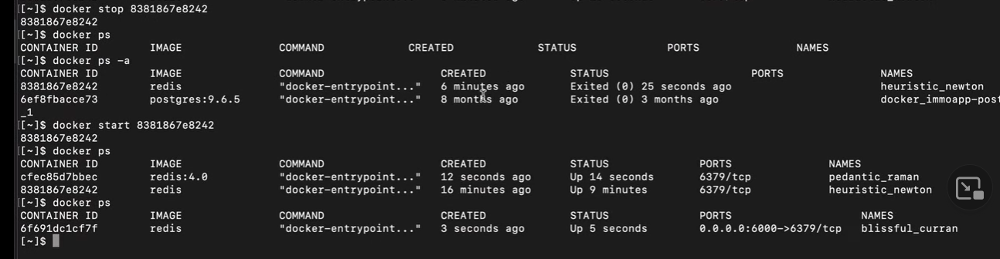 [[~]$ docker stop 8381867e8242
8381867e8242
[[~]$ docker ps
CONTAINER ID IMAGE COMMAND CREATED STATUS PORTS NAMES
[[~]$ docker ps -a
CONTAINER ID IMAGE COMMAND CREATED STATUS PORTS NAMES
8381867e8242 redis "docker-entrypoint..." 6 minutes ago Exited (0) 25 seconds ago heuristic_newton
6ef8fbacce73 postgres:9.6.5 "docker-entrypoint..." 8 months ago Exited (0) 3 months ago docker_immoapp-post
_1
[[~]$ docker start 8381867e8242
8381867e8242
[[~]$ docker ps
CONTAINER ID IMAGE COMMAND CREATED STATUS PORTS NAMES
cfec85d7bbec redis:4.0 "docker-entrypoint..." 12 seconds ago Up 14 seconds 6379/tcp pedantic_raman
8381867e8242 redis "docker-entrypoint..." 16 minutes ago Up 9 minutes 6379/tcp heuristic_newton
[[~]$ docker ps
CONTAINER ID IMAGE COMMAND CREATED STATUS PORTS NAMES
6f691dc1cf7f redis "docker-entrypoint..." 3 seconds ago Up 5 seconds 0.0.0.0:6000->6379/tcp blissful_curran
[~]$